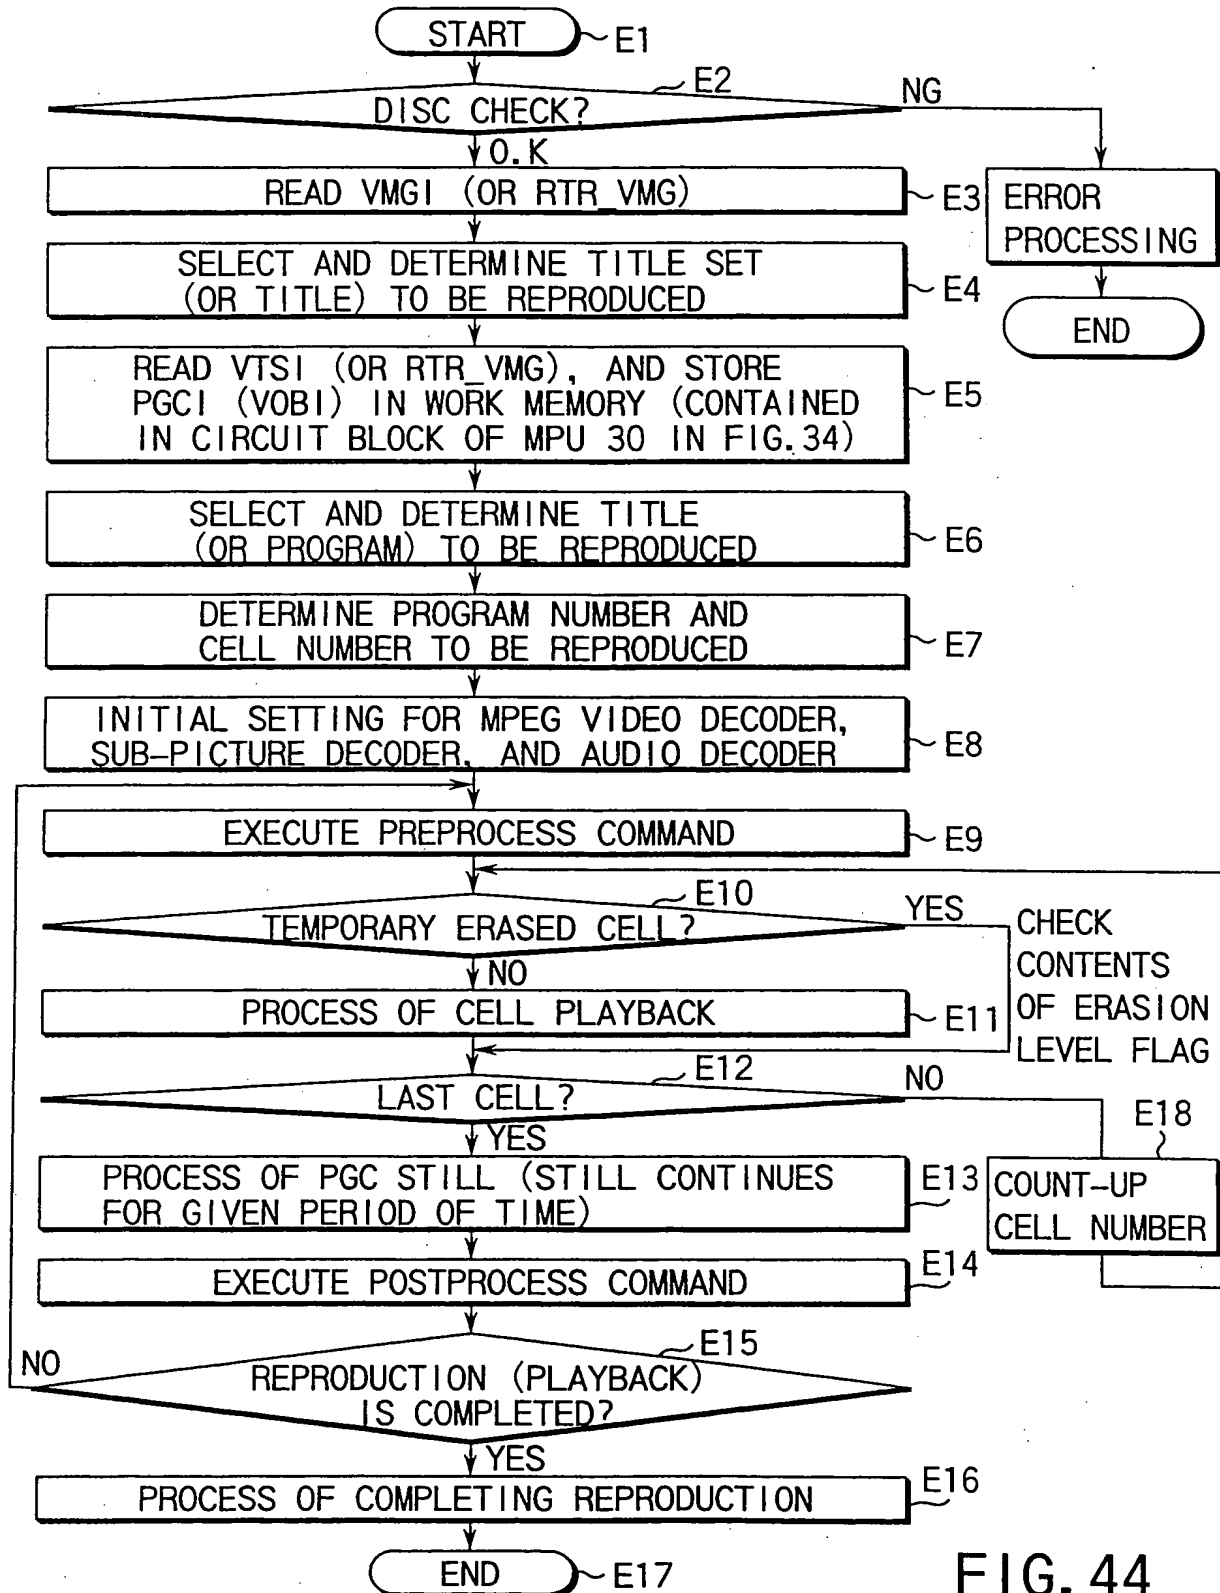 START
E1
E2
DISC CHECK?
NG
O.K
READ VMGI (OR RTR_VMG)
E3
ERROR
PROCESSING
END
SELECT AND DETERMINE TITLE SET
(OR TITLE) TO BE REPRODUCED
E4
READ VTSI (OR RTR_VMG), AND STORE
PGCI (VOBI) IN WORK MEMORY (CONTAINED
IN CIRCUIT BLOCK OF MPU 30 IN FIG.34)
E5
SELECT AND DETERMINE TITLE
(OR PROGRAM) TO BE REPRODUCED
E6
DETERMINE PROGRAM NUMBER AND
CELL NUMBER TO BE REPRODUCED
E7
INITIAL SETTING FOR MPEG VIDEO DECODER,
SUB-PICTURE DECODER, AND AUDIO DECODER
E8
EXECUTE PREPROCESS COMMAND
E9
E10
TEMPORARY ERASED CELL?
YES
CHECK
CONTENTS
OF ERASION
LEVEL FLAG
NO
PROCESS OF CELL PLAYBACK
E11
E12
LAST CELL?
NO
YES
E18
COUNT-UP
CELL NUMBER
PROCESS OF PGC STILL (STILL CONTINUES
FOR GIVEN PERIOD OF TIME)
E13
EXECUTE POSTPROCESS COMMAND
E14
E15
NO
REPRODUCTION (PLAYBACK)
IS COMPLETED?
YES
PROCESS OF COMPLETING REPRODUCTION
E16
END
E17
FIG. 44